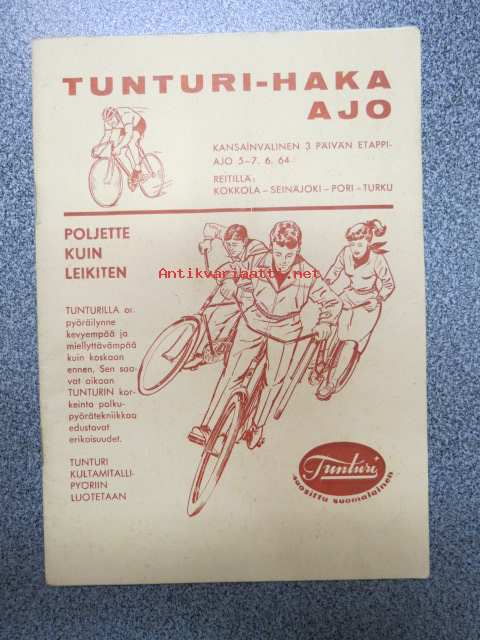 TUNTURI-HAKA
AJO
KANSAINVALINEN 3 PÄIVÄN ETAPPI-
AJO 5–7. 6. 64
REITILLÄ:
KOKKOLA – SEINÄJOKI – PORI – TURKU
POLJETTE
KUIN
LEIKITEN
Antikvariaatti.net
TUNTURILLA on
pyöräilynne
kevyempää ja
miellyttävämpää
kuin koskaan
ennen. Sen saa-
vat aikaan
TUNTURIN kor-
keinta polku-
pyörätekniikkaa
edustavat
erikoisuudet.
TUNTURI
KULTAMITALLI-
PYÖRIIN
LUOTETAAN
Tunturi
suosittu suomalainen